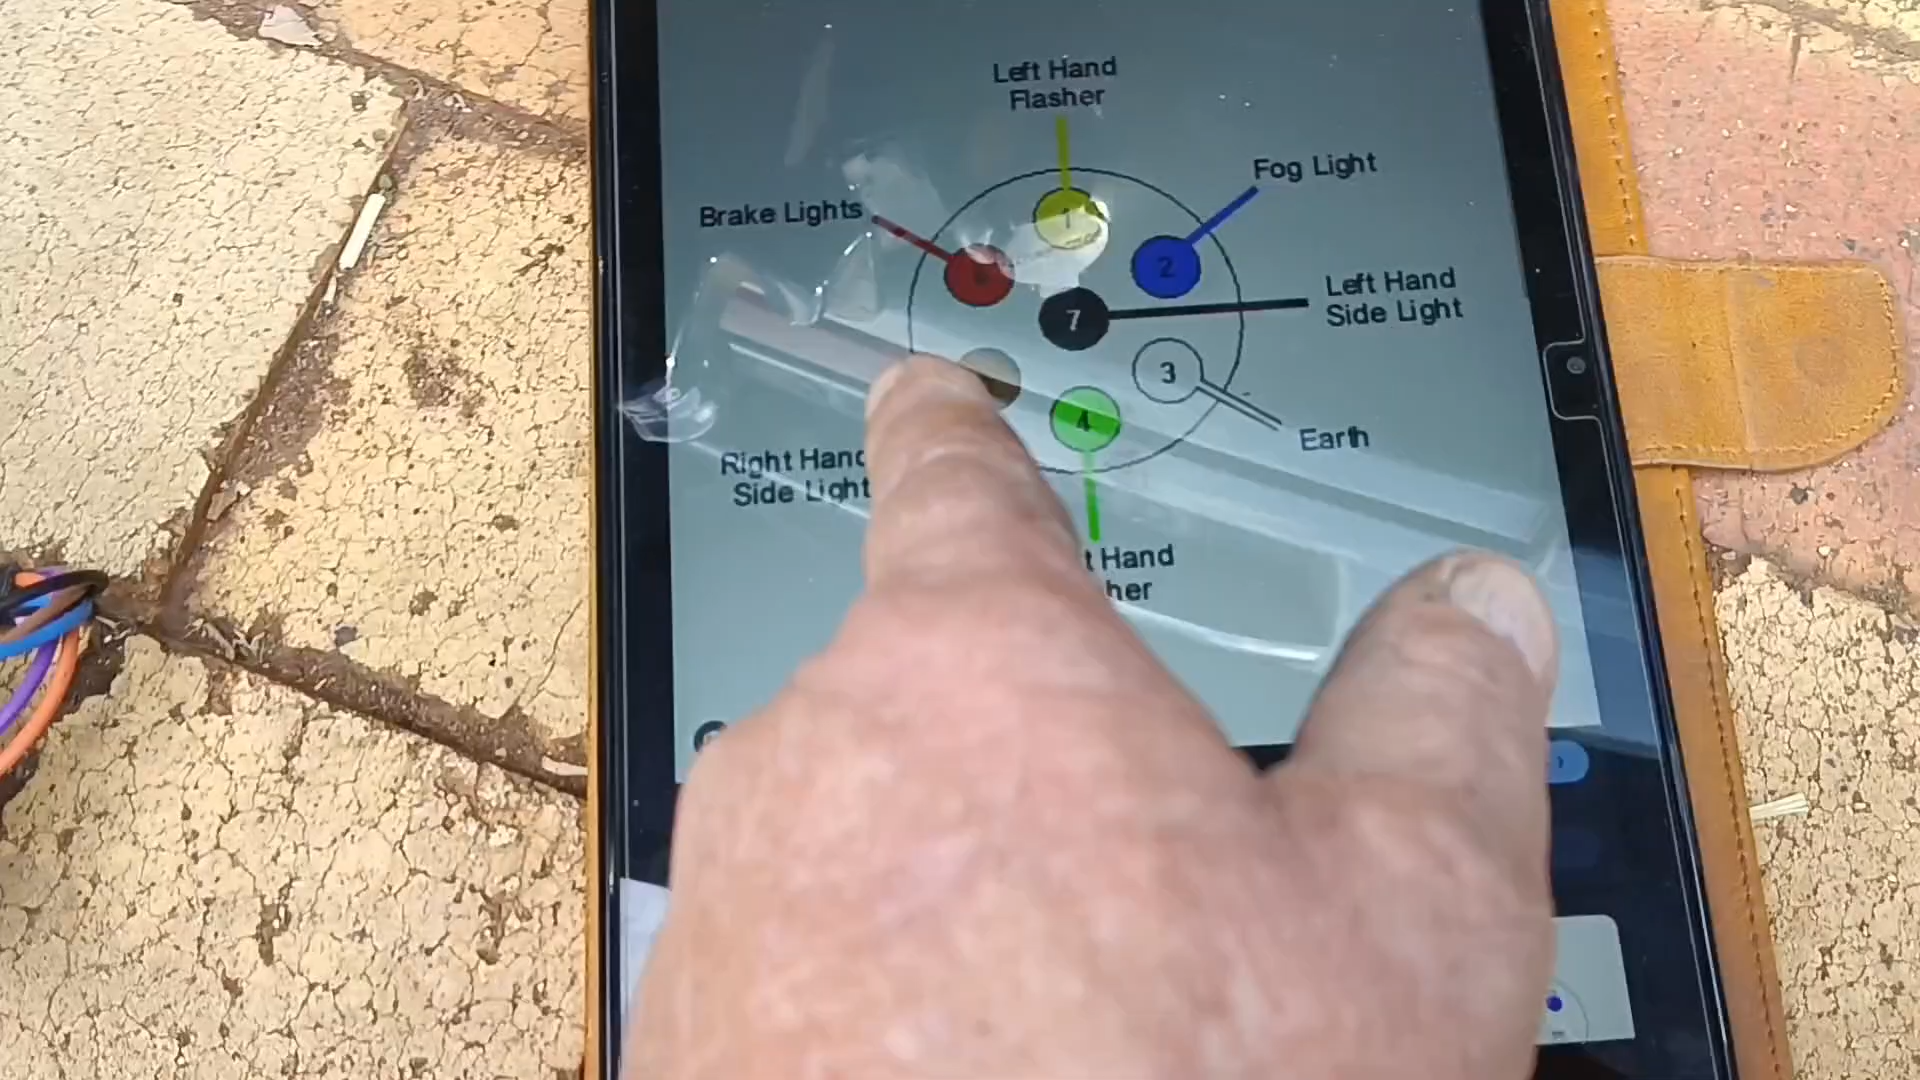 Left Hand
Flasher
Fog Light
Brake Lights
1
2
Left Hand
Side Light
7
3
4
Earth
Right Hand
Side Light
t Hand
her